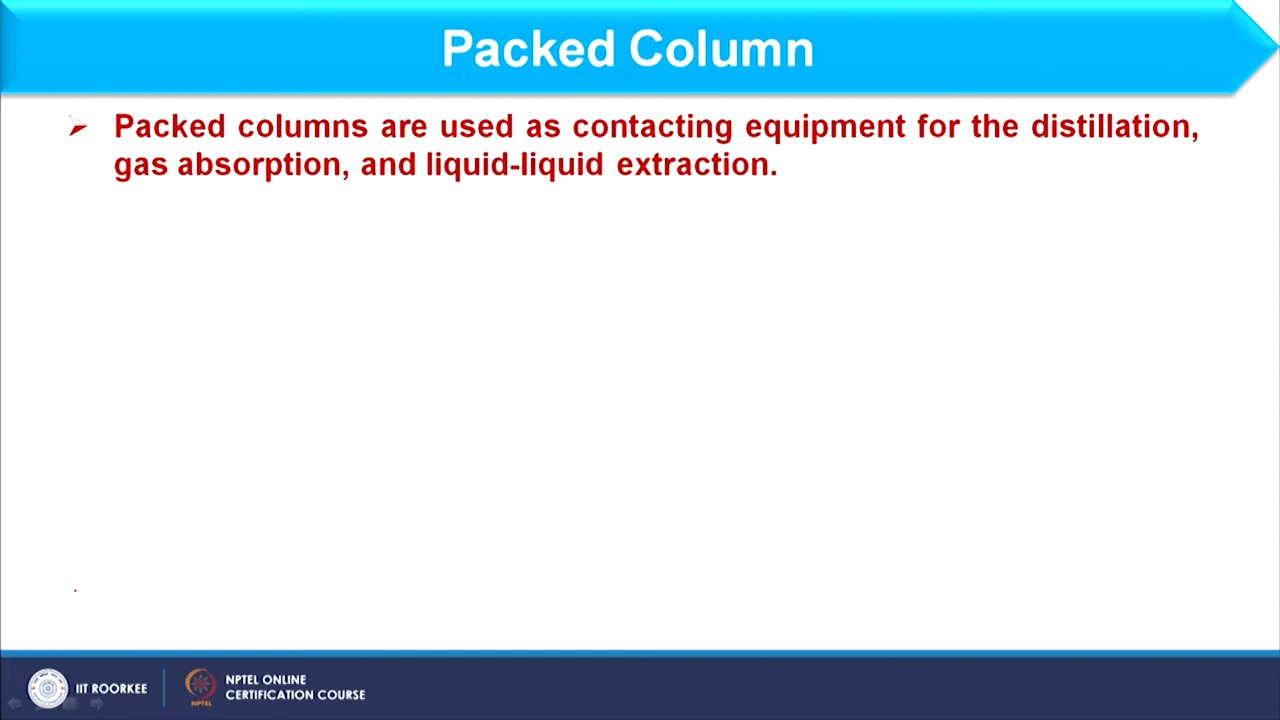 Packed Column
➢ Packed columns are used as contacting equipment for the distillation,
gas absorption, and liquid-liquid extraction.
.
IIT ROORKEE
NPTEL
NPTEL ONLINE
CERTIFICATION COURSE